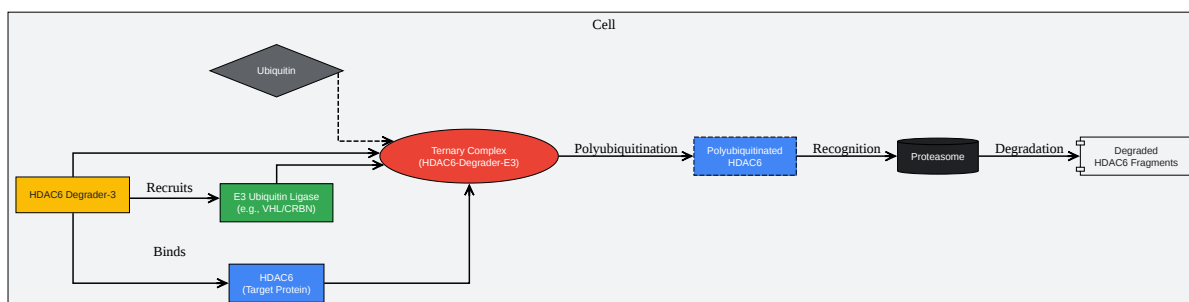 Cell
Ubiquitin
Ternary Complex
(HDAC6-Degrader-E3)
Polyubiquitination
Polyubiquitinated
HDAC6
Recognition
Proteasome
Degradation
Degraded
HDAC6 Fragments
HDAC6 Degrader-3
Recruits
E3 Ubiquitin Ligase
(e.g., VHL/CRBN)
Binds
HDAC6
(Target Protein)